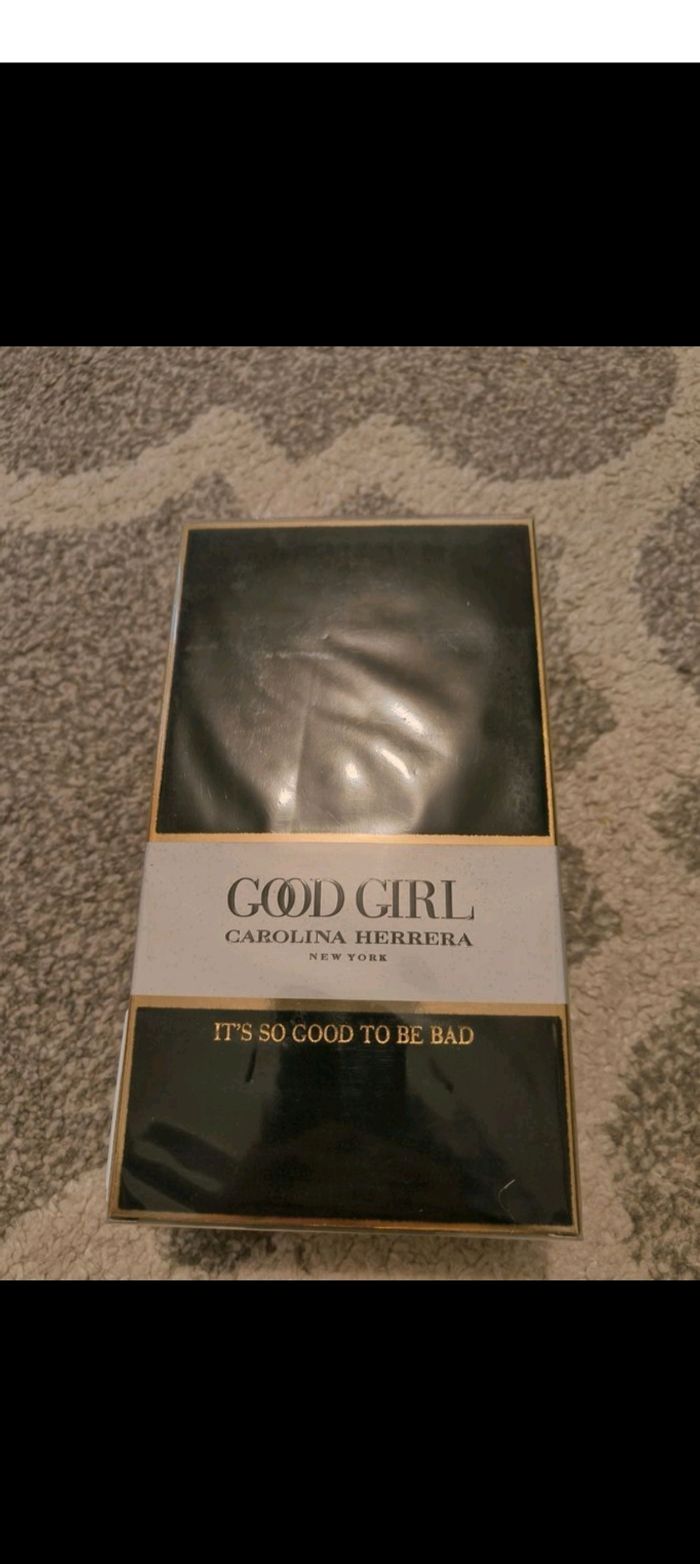 GOOD GIRL
CAROLINA HERRERA
NEW YORK
IT'S SO GOOD TO BE BAD